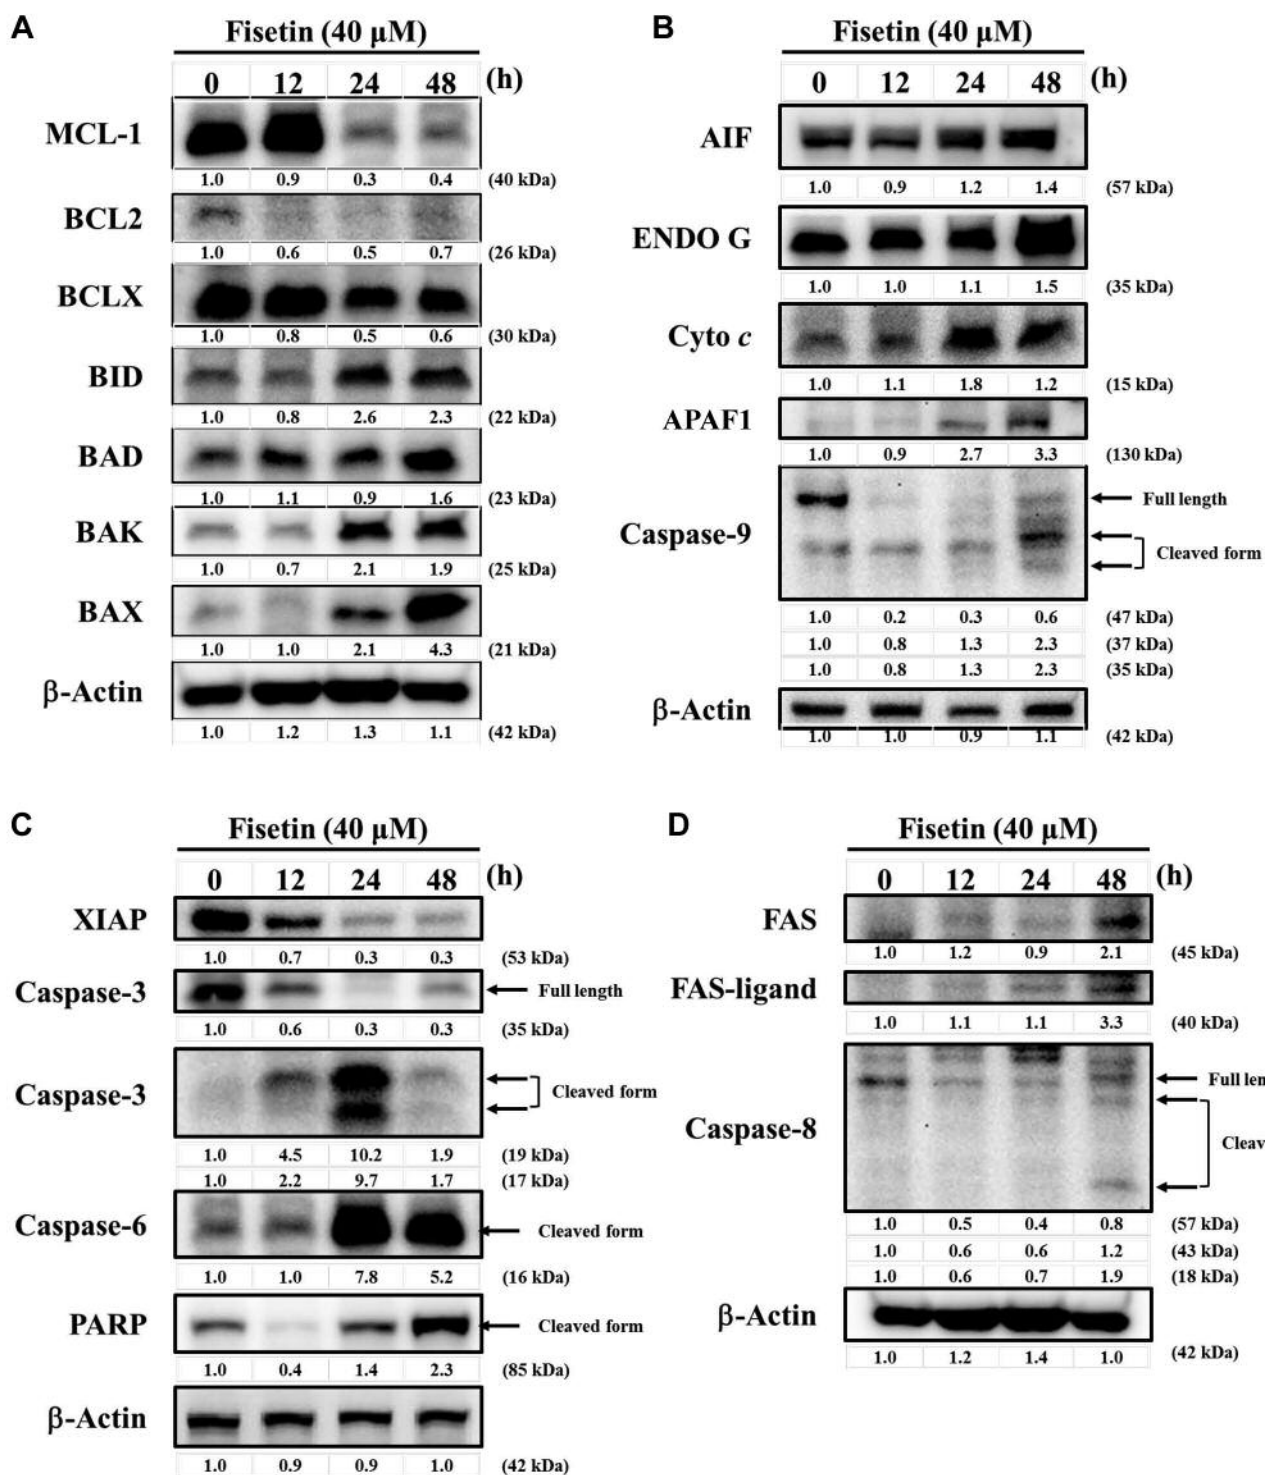 A
Fisetin (40 μM)
0 12 24 48 (h)
MCL-1
1.0 0.9 0.3 0.4 (40 kDa)
BCL2
1.0 0.6 0.5 0.7 (26 kDa)
BCLX
1.0 0.8 0.5 0.6 (30 kDa)
BID
1.0 0.8 2.6 2.3 (22 kDa)
BAD
1.0 1.1 0.9 1.6 (23 kDa)
BAK
1.0 0.7 2.1 1.9 (25 kDa)
BAX
1.0 1.0 2.1 4.3 (21 kDa)
β-Actin
1.0 1.2 1.3 1.1 (42 kDa)
B
Fisetin (40 μM)
0 12 24 48 (h)
AIF
1.0 0.9 1.2 1.4 (57 kDa)
ENDO G
1.0 1.0 1.1 1.5 (35 kDa)
Cyto c
1.0 1.1 1.8 1.2 (15 kDa)
APAF1
1.0 0.9 2.7 3.3 (130 kDa)
Full length
Caspase-9
Cleaved form
1.0 0.2 0.3 0.6 (47 kDa)
1.0 0.8 1.3 2.3 (37 kDa)
1.0 0.8 1.3 2.3 (35 kDa)
β-Actin
1.0 1.0 0.9 1.1 (42 kDa)
C
Fisetin (40 μM)
0 12 24 48 (h)
XIAP
1.0 0.7 0.3 0.3 (53 kDa)
Caspase-3 Full length
1.0 0.6 0.3 0.3 (35 kDa)
Caspase-3 Cleaved form
1.0 4.5 10.2 1.9 (19 kDa)
1.0 2.2 9.7 1.7 (17 kDa)
Caspase-6 Cleaved form
1.0 1.0 7.8 5.2 (16 kDa)
PARP Cleaved form
1.0 0.4 1.4 2.3 (85 kDa)
β-Actin
1.0 0.9 0.9 1.0 (42 kDa)
D
Fisetin (40 μM)
0 12 24 48 (h)
FAS
1.0 1.2 0.9 2.1 (45 kDa)
FAS-ligand
1.0 1.1 1.1 3.3 (40 kDa)
Full len
Caspase-8
Cleav
1.0 0.5 0.4 0.8 (57 kDa)
1.0 0.6 0.6 1.2 (43 kDa)
1.0 0.6 0.7 1.9 (18 kDa)
β-Actin
1.0 1.2 1.4 1.0 (42 kDa)